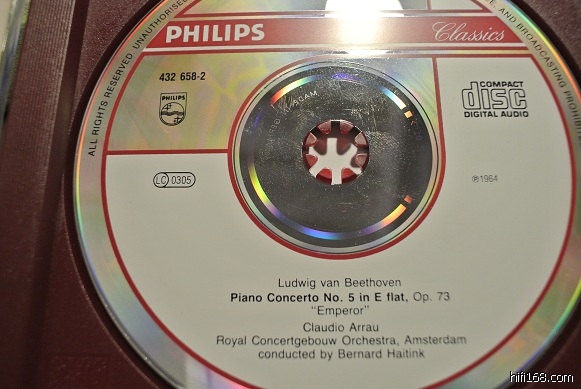 ALL RIGHTS RESERVED. UNAUTHORISED
AND BROADCASTING PROHIB
PHILIPS Classics
432 658-2
PHILIPS
COMPACT
disc
DIGITAL AUDIO
LC 0305
℗1964
Ludwig van Beethoven
Piano Concerto No. 5 in E flat, Op. 73
"Emperor"
Claudio Arrau
Royal Concertgebouw Orchestra, Amsterdam
conducted by Bernard Haitink
hifi168.com